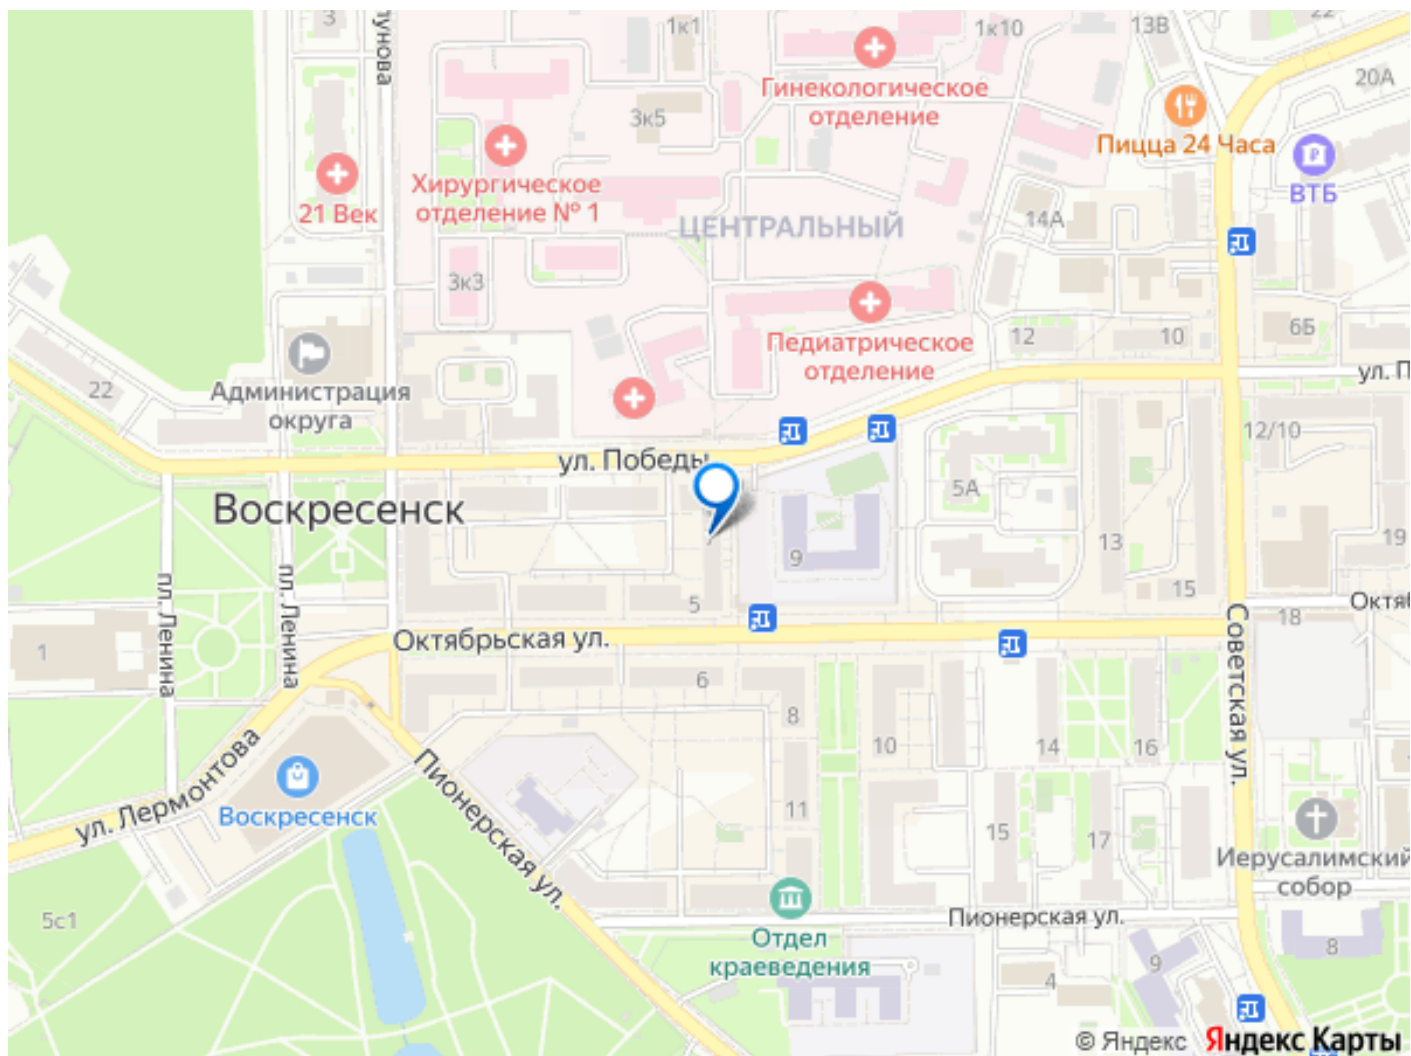 3
1к1
1к10
13В
22
20А
Гинекологическое
отделение
3к5
Пицца 24 Часа
ВТБ
Хирургическое
отделение № 1
21 Век
ЦЕНТРАЛЬНЫЙ
14А
3к3
Педиатрическое
отделение
12
10
6Б
22
Администрация
округа
ул. П
12/10
ул. Победы
Воскресенск
5А
7
9
13
19
15
5
18
Октяб
пл. Ленина
пл. Ленина
Октябрьская ул.
Советская ул.
1
6
8
10
14
16
ул. Лермонтова
Пионерская ул.
Воскресенск
11
15
17
Иерусалимский
собор
5с1
Пионерская ул.
Отдел
краеведения
8
9
4
© Яндекс Яндекс Карты